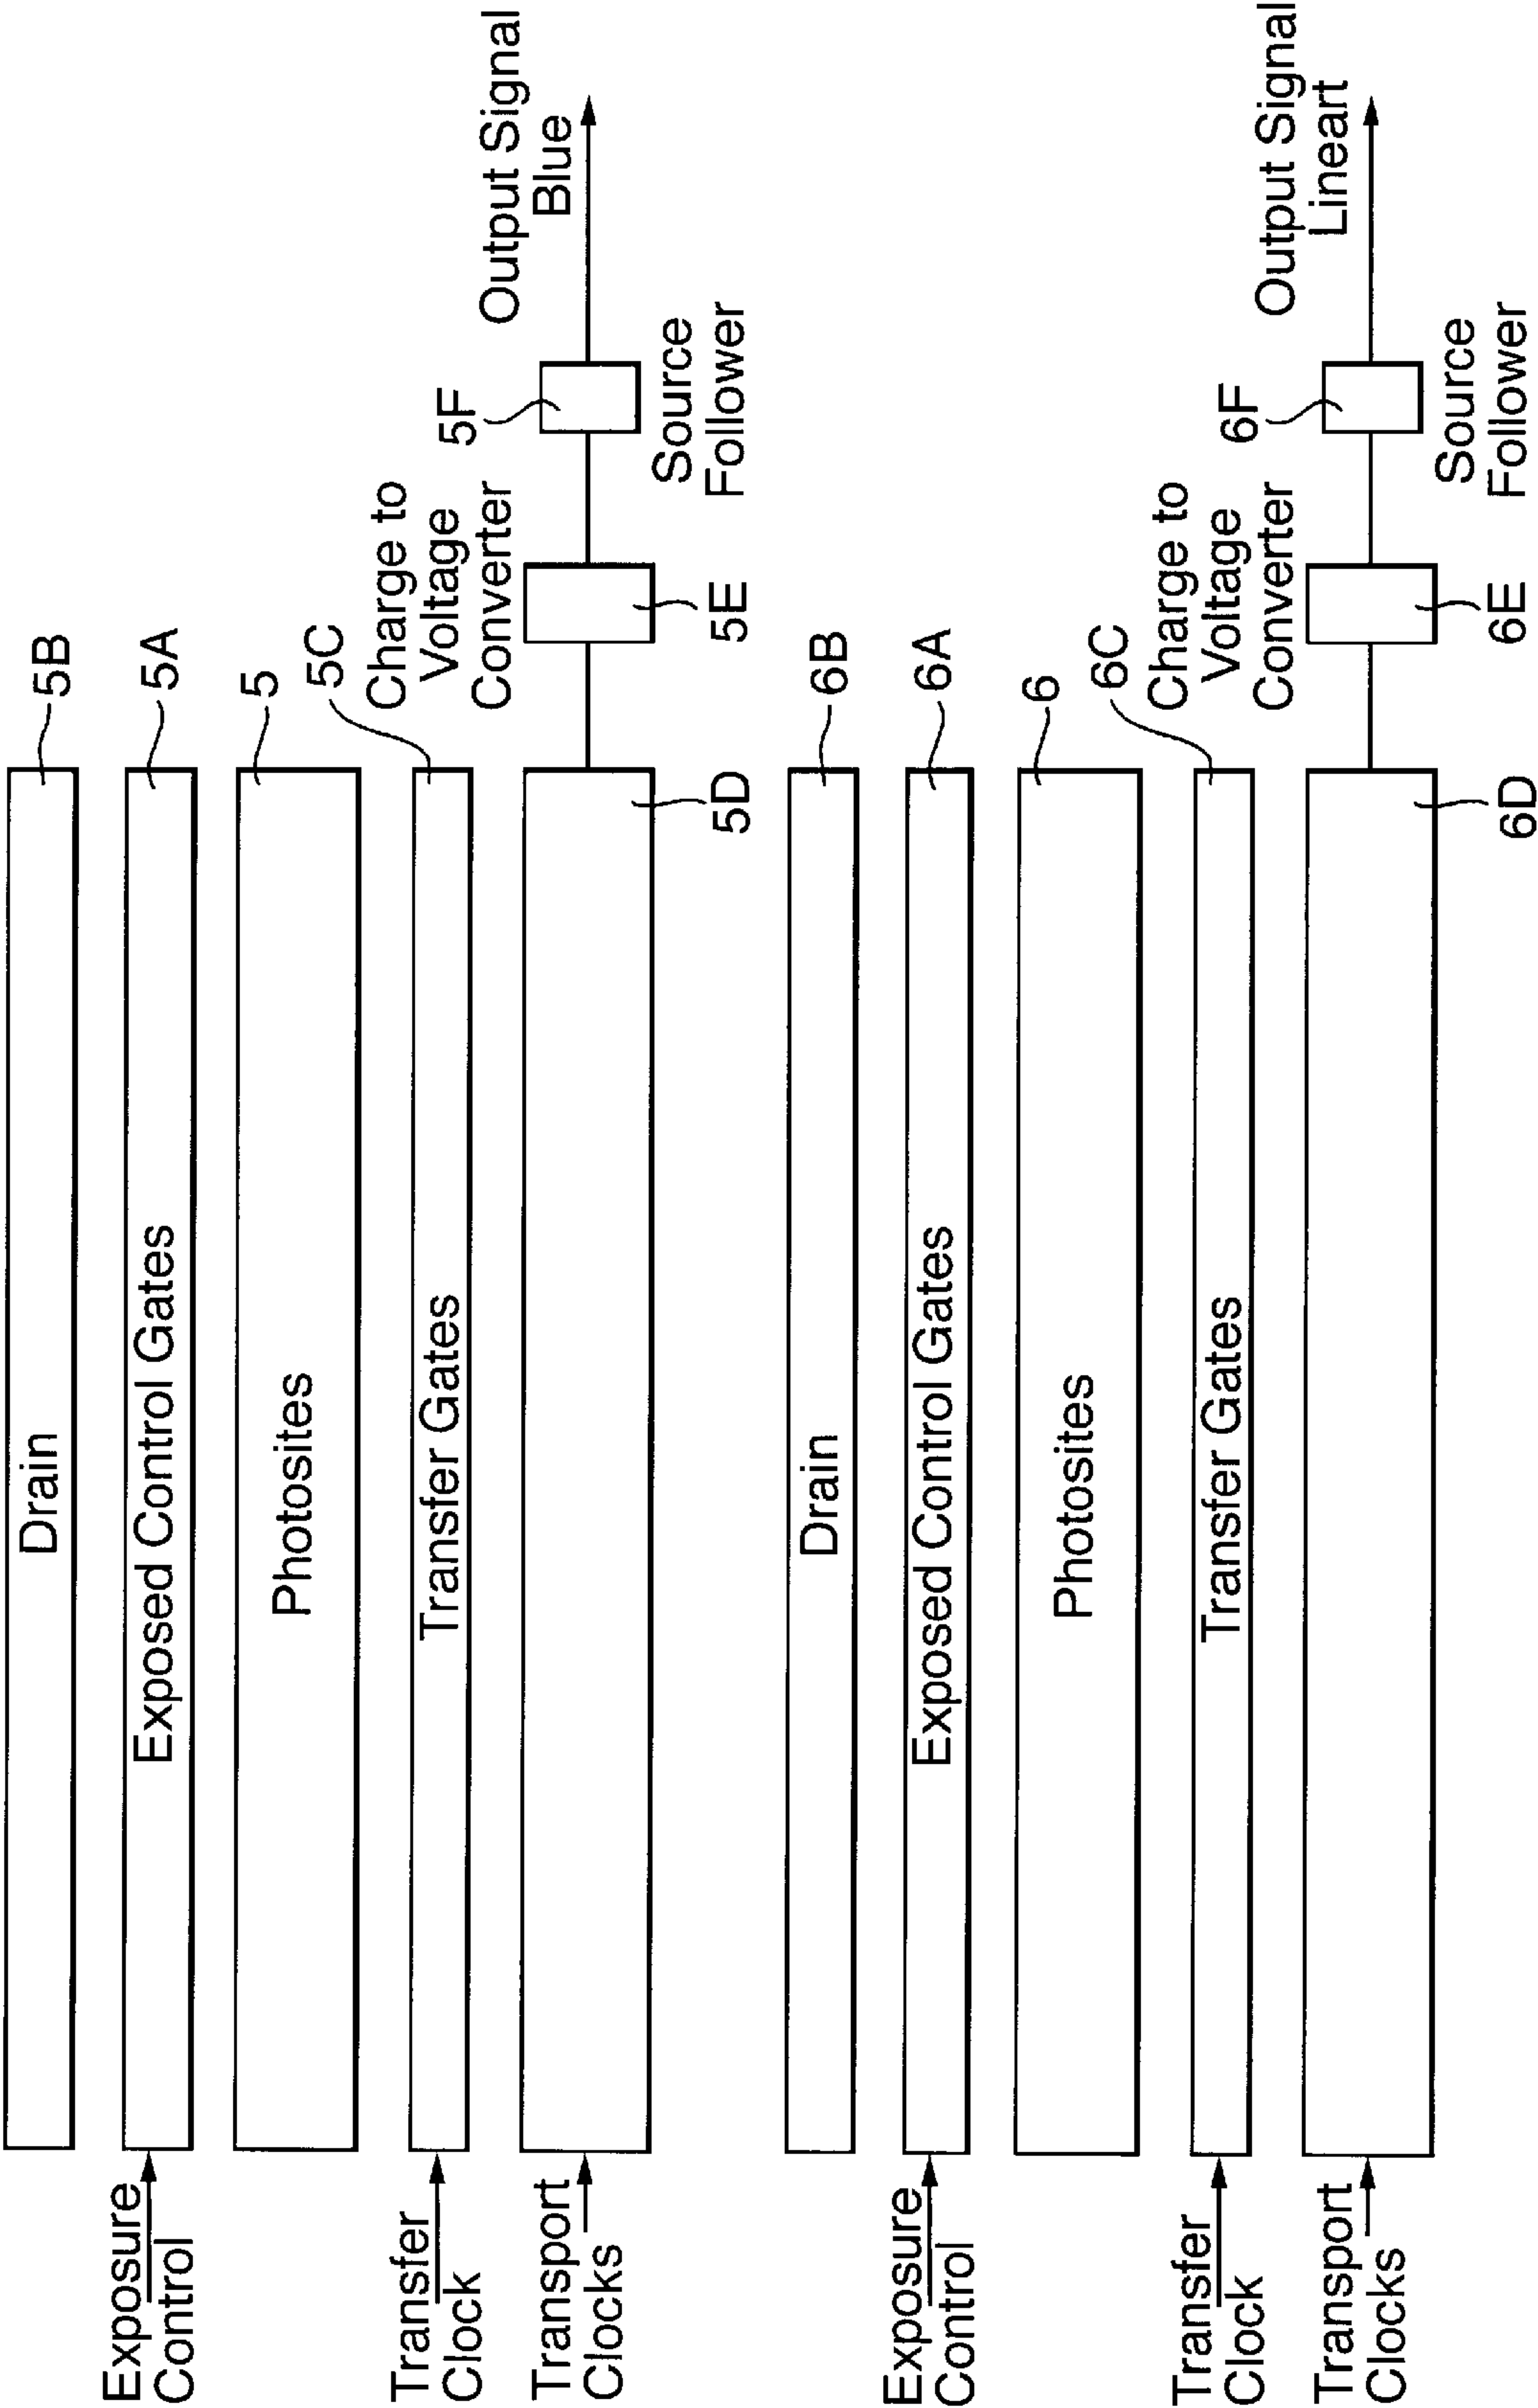 5B
Drain
5A
Exposure
Control
Exposed Control Gates
5
Photosites
5C
Transfer
Clock
Transfer Gates
Charge to
Voltage
Converter
5F
Output Signal
Blue
Transport
Clocks
5D
5E
Source
Follower
6B
Drain
6A
Exposure
Control
Exposed Control Gates
6
Photosites
6C
Transfer
Clock
Transfer Gates
Charge to
Voltage
Converter
6F
Output Signal
Lineart
Transport
Clocks
6D
6E
Source
Follower